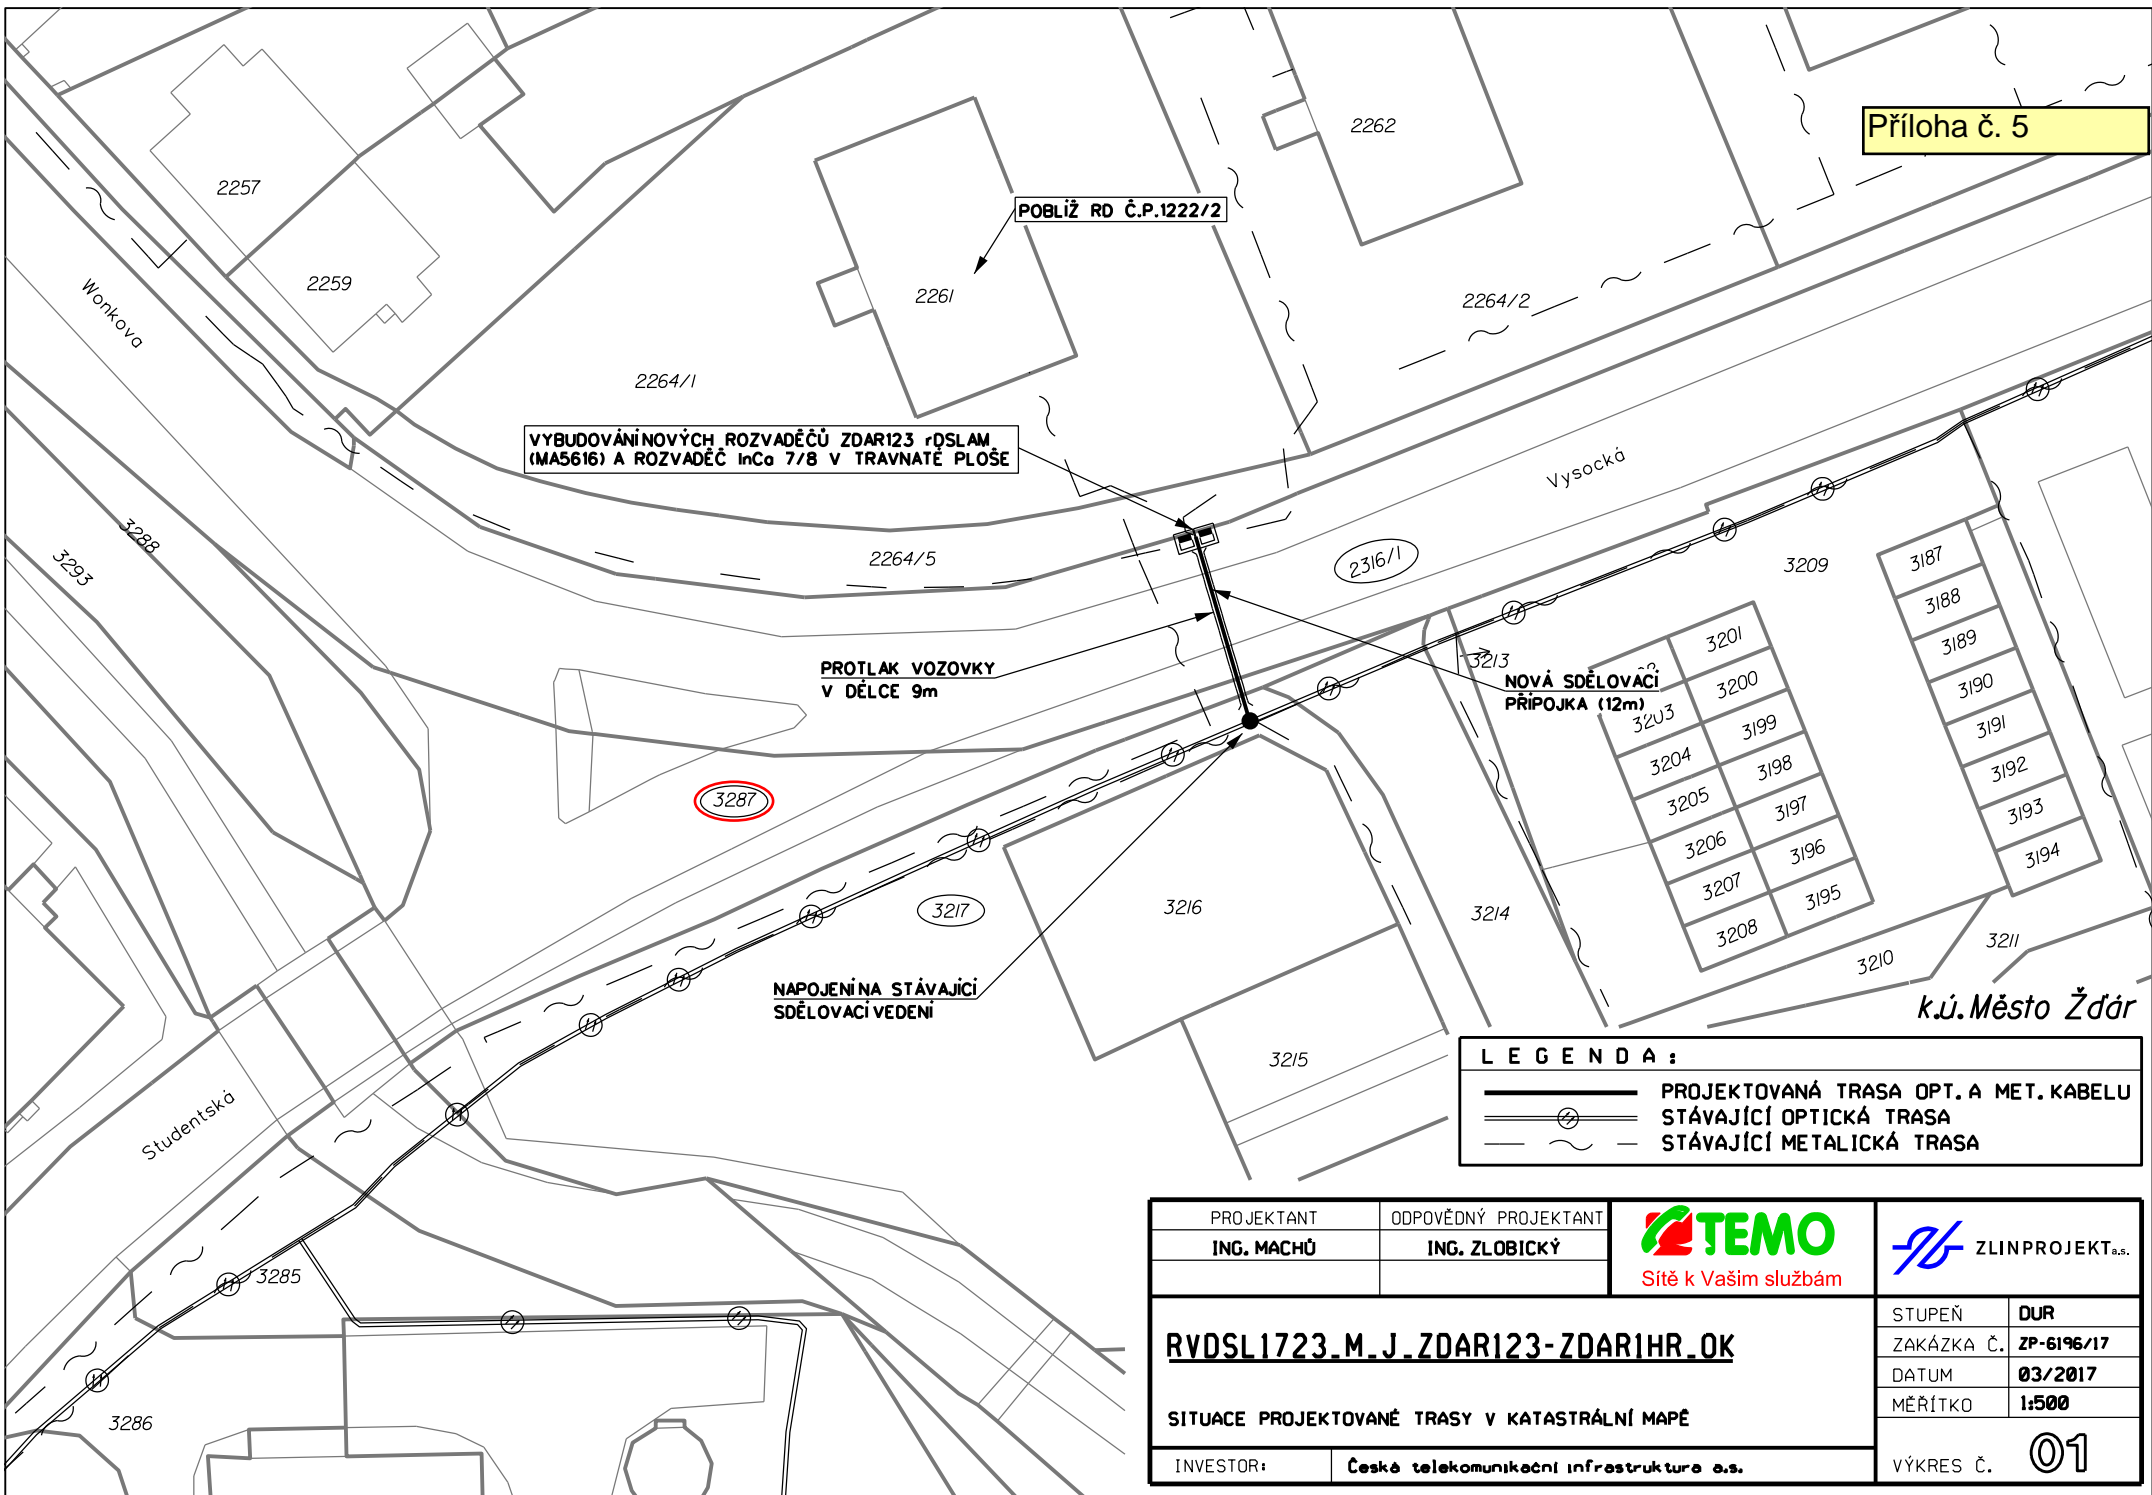 Příloha č. 5
2262
2257
POBLÍŽ RD Č.P.1222/2
2259
2261
2264/2
Wonkova
2264/1
VYBUDOVÁNÍ NOVÝCH ROZVADĚČŮ ZDAR123 rDSLAM
(MA5616) A ROZVADĚČ InCa 7/8 V TRAVNATÉ PLOŠE
Vysocká
3288
3293
2264/5
2316/1
3209
3187
3188
3189
3190
3191
3192
3193
3194
3201
3200
3199
3198
3197
3196
3195
3203
3204
3205
3206
3207
3208
3213
PROTLAK VOZOVKY
V DÉLCE 9m
NOVÁ SDĚLOVACÍ
PŘÍPOJKA (12m)
3287
3217
3216
3214
3210
3211
NAPOJENÍ NA STÁVAJÍCÍ
SDĚLOVACÍ VEDENÍ
k.ú. Město Žďár
3215
Studentská
3285
3286
L E G E N D A :
PROJEKTOVANÁ TRASA OPT. A MET. KABELU
STÁVAJÍCÍ OPTICKÁ TRASA
STÁVAJÍCÍ METALICKÁ TRASA
PROJEKTANT
ING. MACHŮ
ODPOVĚDNÝ PROJEKTANT
ING. ZLOBICKÝ
TEMO
Sítě k Vašim službám
ZLINPROJEKT a.s.
RVDSL1723_M_J_ZDAR123-ZDAR1HR_OK
SITUACE PROJEKTOVANÉ TRASY V KATASTRÁLNÍ MAPĚ
INVESTOR: Česká telekomunikační infrastruktura a.s.
STUPEŇ DUR
ZAKÁZKA Č. ZP-6196/17
DATUM 03/2017
MĚŘÍTKO 1:500
VÝKRES Č. 01